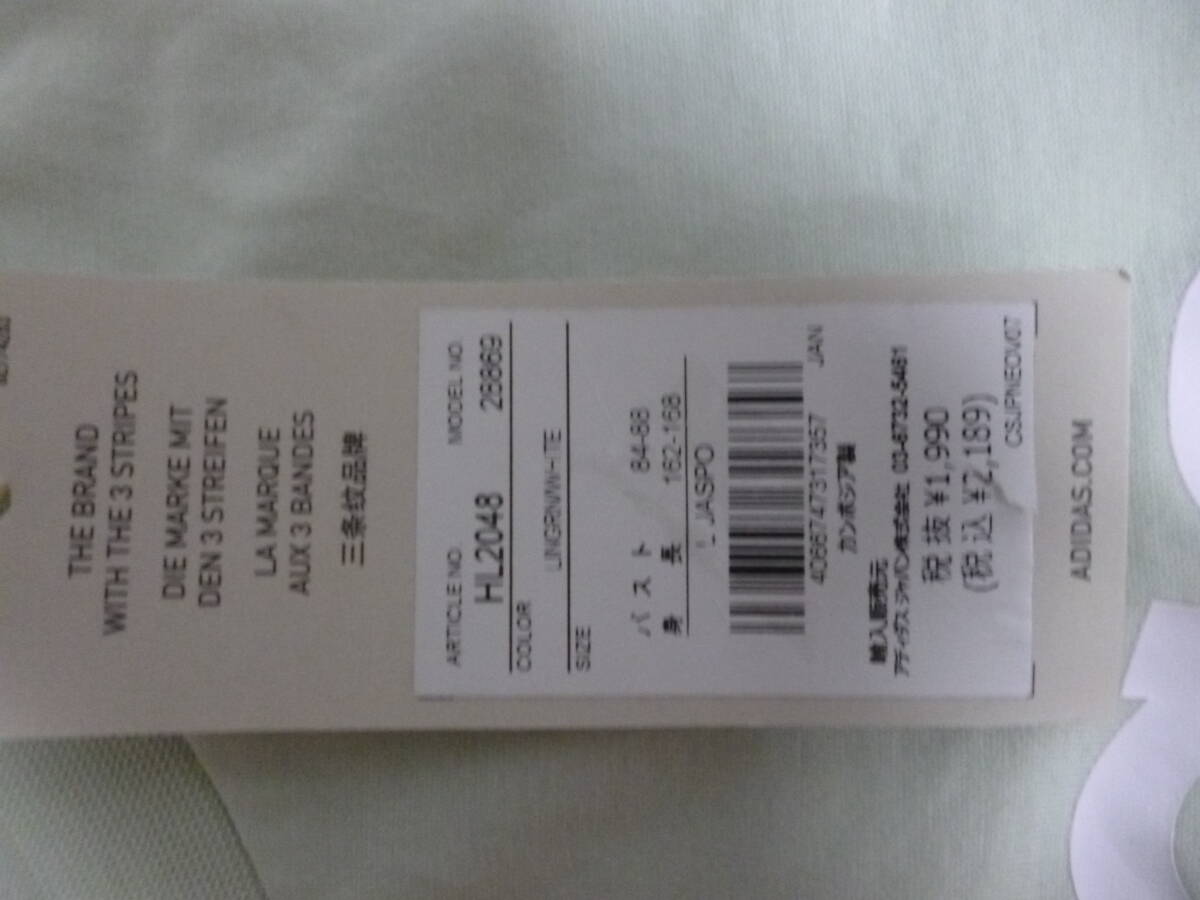 THE BRAND
WITH THE 3 STRIPES
DIE MARKE MIT
DEN 3 STREIFEN
LA MARQUE
AUX 3 BANDES
三条纹品牌
ARTICLE NO. MODEL NO.
HL2048 28869
COLOR
LINGRN/WHITE
SIZE
バスト 84-88
身長 162-168
L JASPO
4066747317357 JAN
カンボジア製
輸入販売元
アディダス ジャパン株式会社 03-6732-5461
税抜 ¥1,990
(税込 ¥2,189)
CSJPNEOM07
ADIDAS.COM